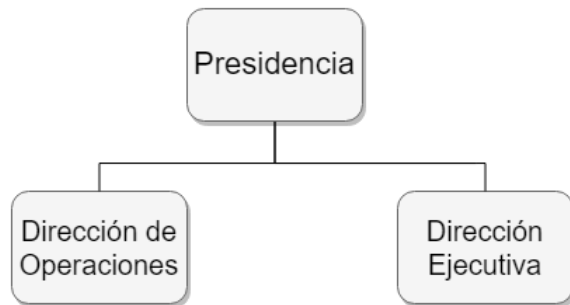 Presidencia
Dirección de
Operaciones
Dirección
Ejecutiva